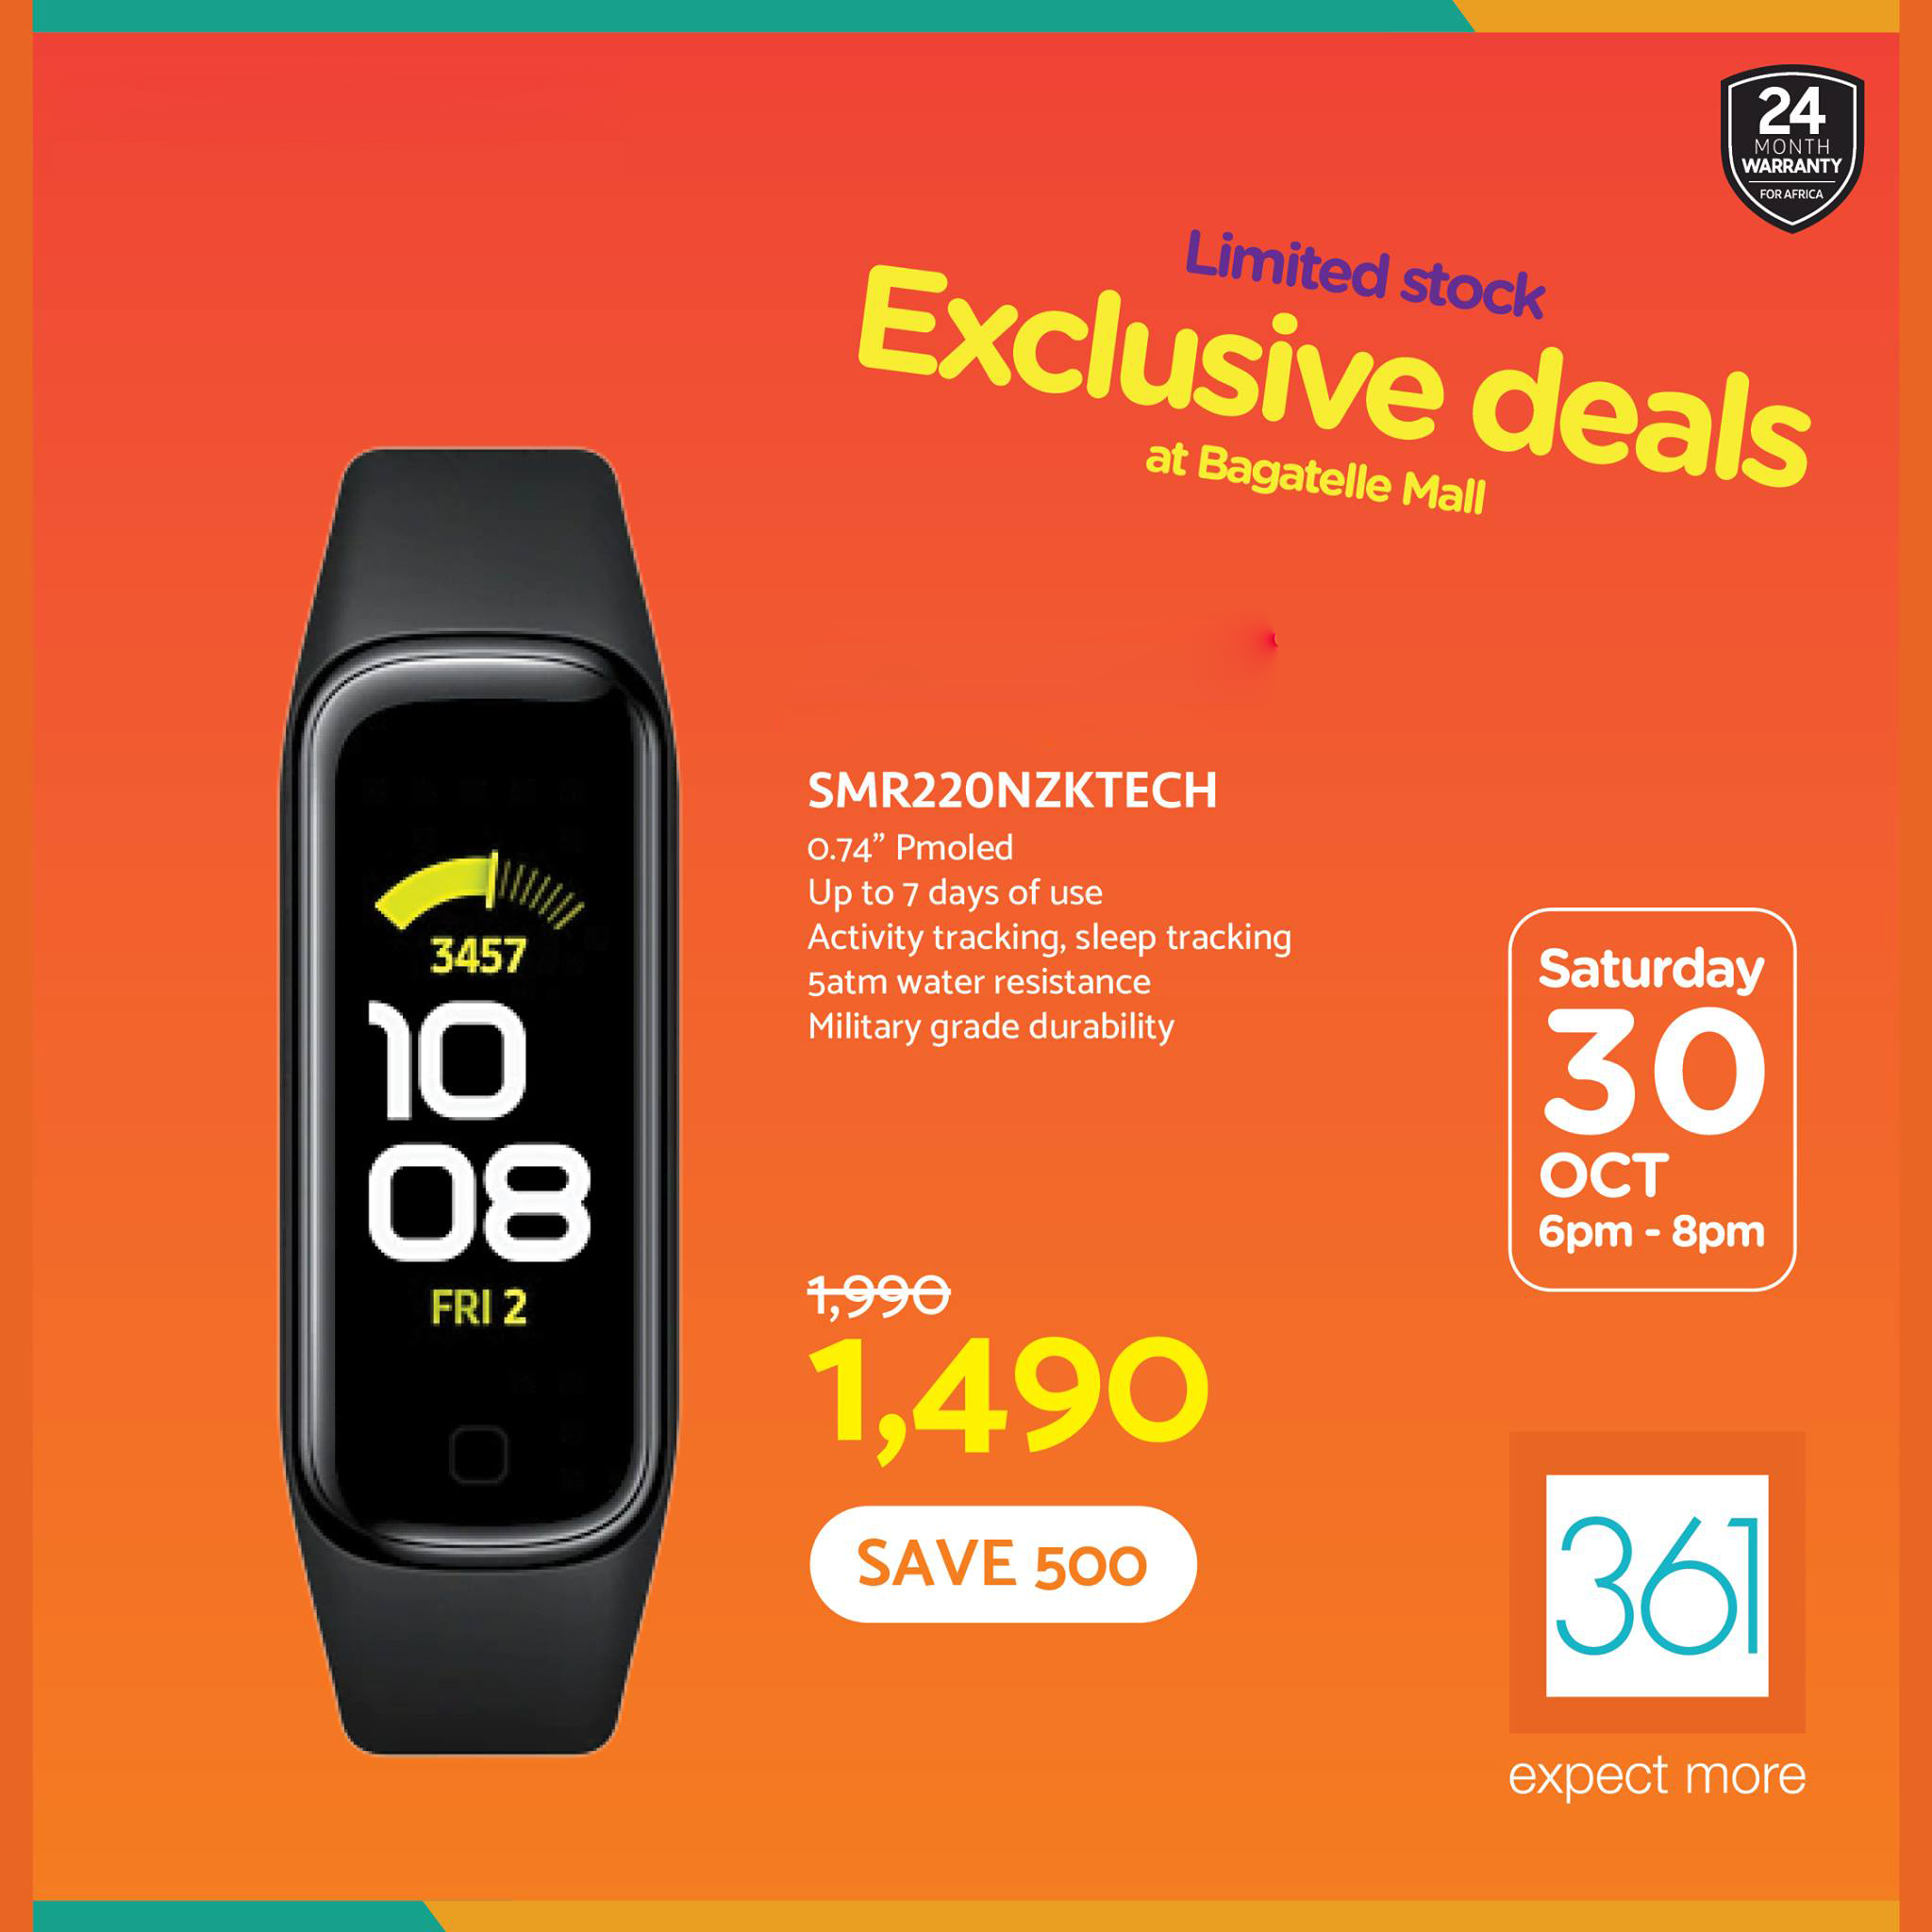 24
MONTH
WARRANTY
FOR AFRICA
Limited stock
Exclusive deals
at Bagatelle Mall
3457
10
08
FRI 2
SMR220NZKTECH
0.74” Pmoled
Up to 7 days of use
Activity tracking, sleep tracking
5atm water resistance
Military grade durability
Saturday
30
OCT
6pm - 8pm
1,990
1,490
SAVE 500
361
expect more